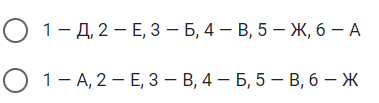 1 — Д, 2 — Е, 3 — Б, 4 — В, 5 — Ж, 6 — А
1 — А, 2 — Е, 3 — В, 4 — Б, 5 — В, 6 — Ж